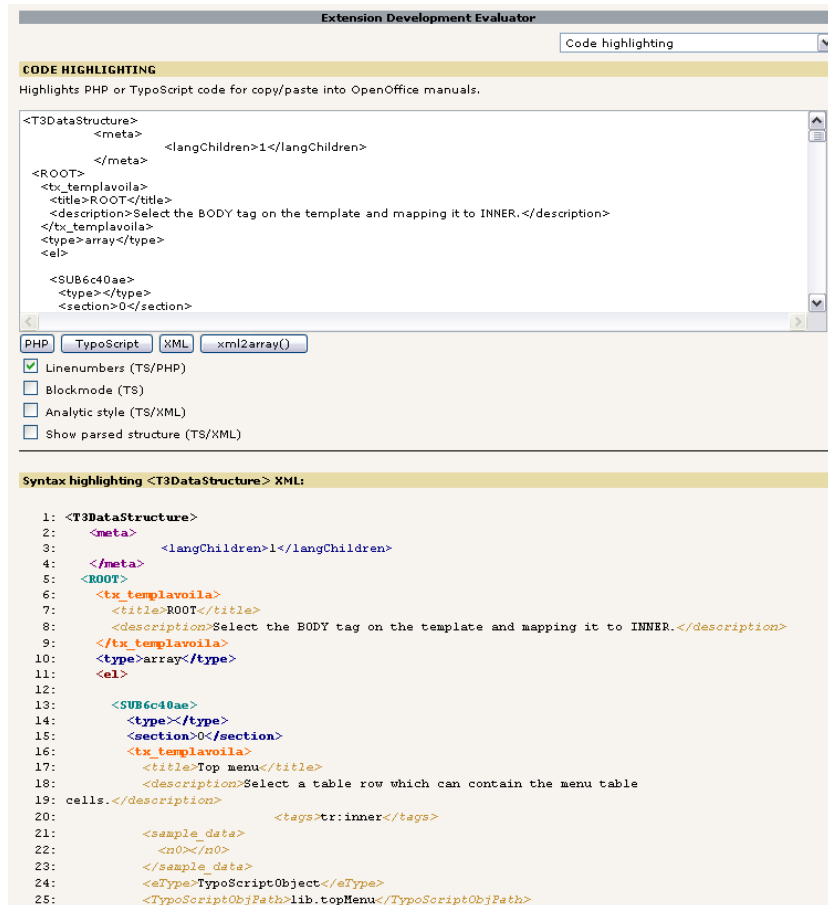 Extension Development Evaluator
Code highlighting
CODE HIGHLIGHTING
Highlights PHP or TypoScript code for copy/paste into OpenOffice manuals.
<T3DataStructure>
<meta>
<langChildren>1</langChildren>
</meta>
<ROOT>
<tx_templavoila>
<title>ROOT</title>
<description>Select the BODY tag on the template and mapping it to INNER.</description>
</tx_templavoila>
<type>array</type>
<el>
<SUB6c40ae>
<type></type>
<section>0</section>
PHP TypoScript XML xml2array()
Linenumbers (TS/PHP)
Blockmode (TS)
Analytic style (TS/XML)
Show parsed structure (TS/XML)
Syntax highlighting <T3DataStructure> XML:
1: <T3DataStructure>
2: <meta>
3: <langChildren>1</langChildren>
4: </meta>
5: <ROOT>
6: <tx_templavoila>
7: <title>ROOT</title>
8: <description>Select the BODY tag on the template and mapping it to INNER.</description>
9: </tx_templavoila>
10: <type>array</type>
11: <el>
12:
13: <SUB6c40ae>
14: <type></type>
15: <section>0</section>
16: <tx_templavoila>
17: <title>Top menu</title>
18: <description>Select a table row which can contain the menu table
19: cells.</description>
20: <tags>tr:inner</tags>
21: <sample_data>
22: <n0></n0>
23: </sample_data>
24: <eType>TypoScriptObject</eType>
25: <TypoScriptObjPath>lib.topMenu</TypoScriptObjPath>